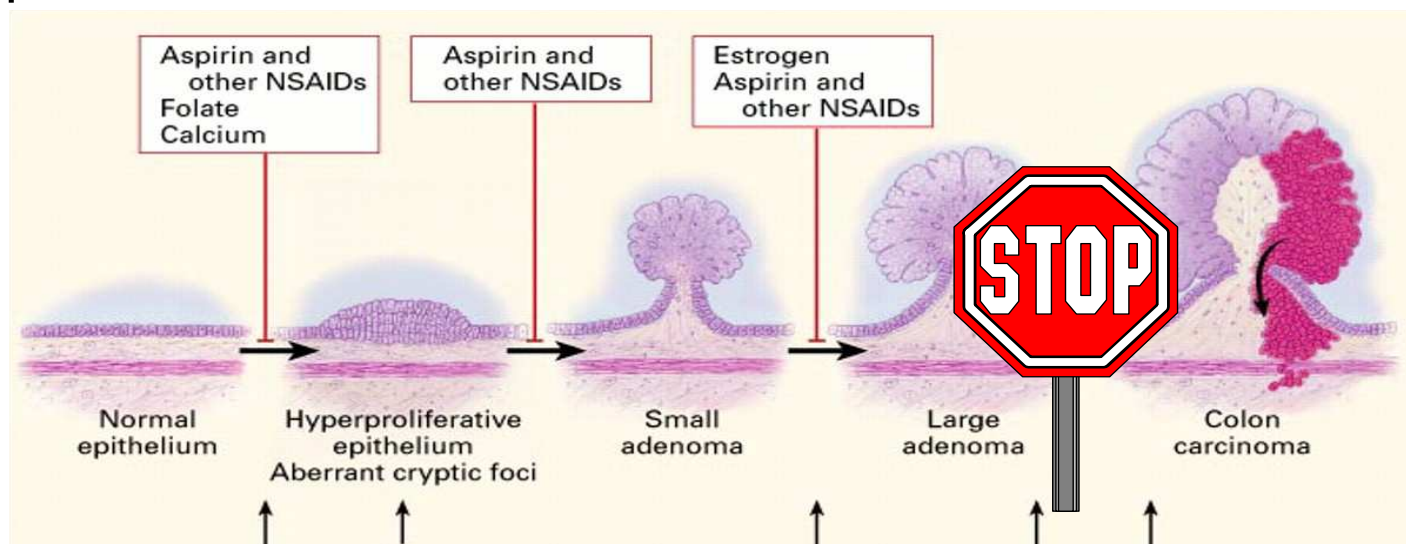 Aspirin and
other NSAIDs
Folate
Calcium
Aspirin and
other NSAIDs
Estrogen
Aspirin and
other NSAIDs
STOP
Normal
epithelium
Hyperproliferative
epithelium
Aberrant cryptic foci
Small
adenoma
Large
adenoma
Colon
carcinoma